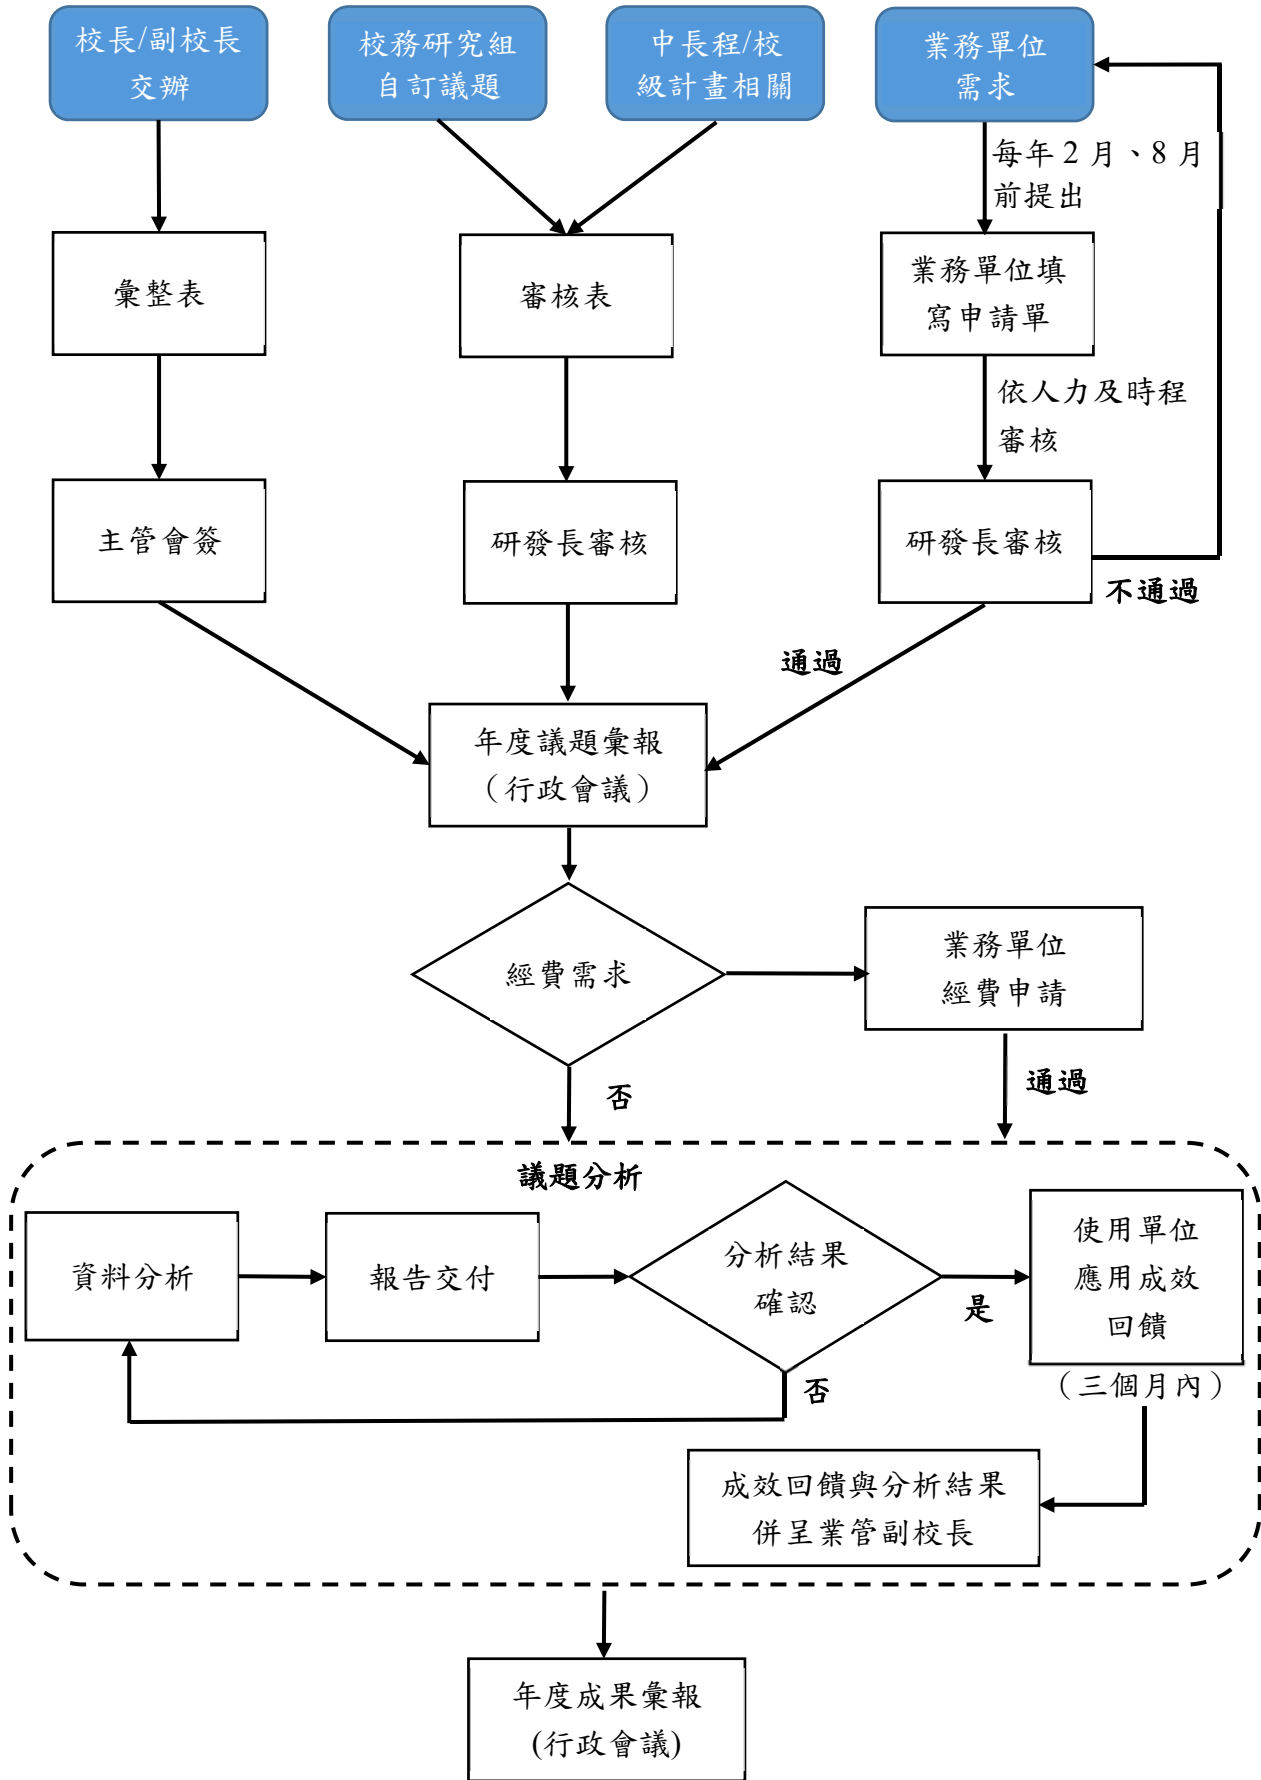 校長/副校長
交辦
校務研究組
自訂議題
中長程/校
級計畫相關
業務單位
需求
每年2月、8月
前提出
彙整表
審核表
業務單位填
寫申請單
依人力及時程
審核
主管會簽
研發長審核
研發長審核
不通過
通過
年度議題彙報
（行政會議）
經費需求
業務單位
經費申請
否
通過
議題分析
資料分析
報告交付
分析結果
確認
是
使用單位
應用成效
回饋
（三個月內）
否
成效回饋與分析結果
併呈業管副校長
年度成果彙報
(行政會議)